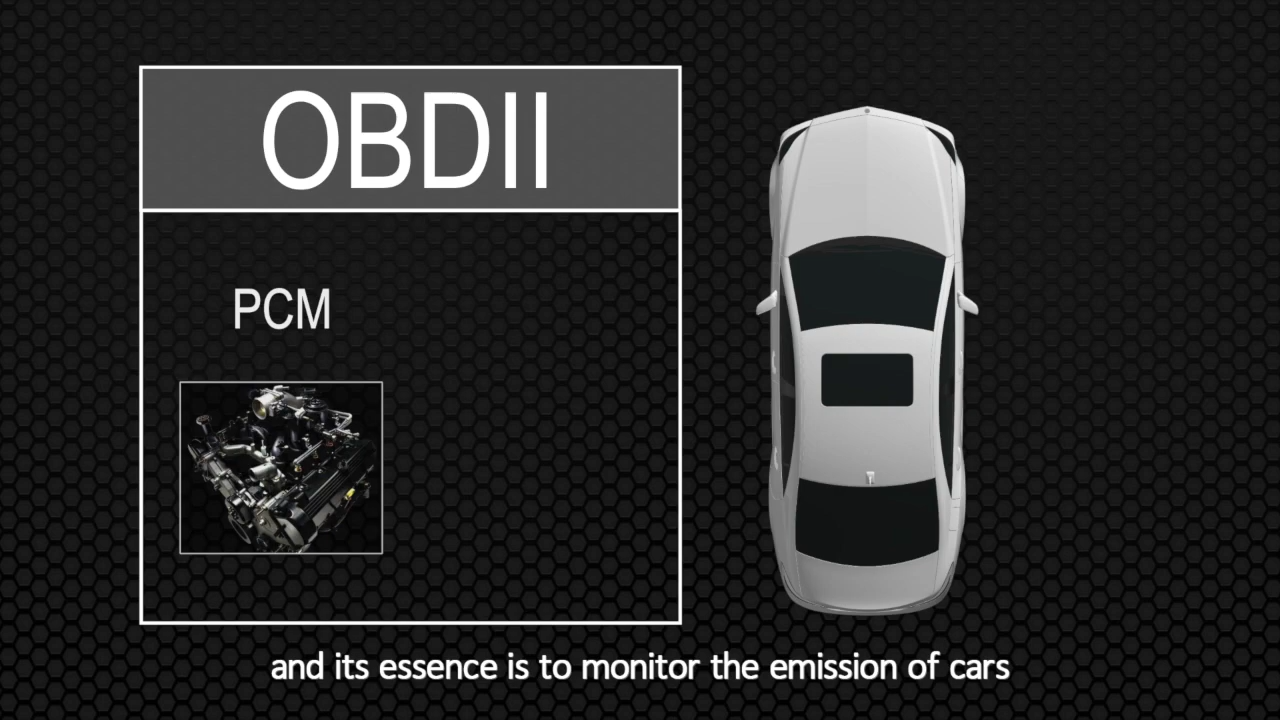 OBDII
PCM
and its essence is to monitor the emission of cars